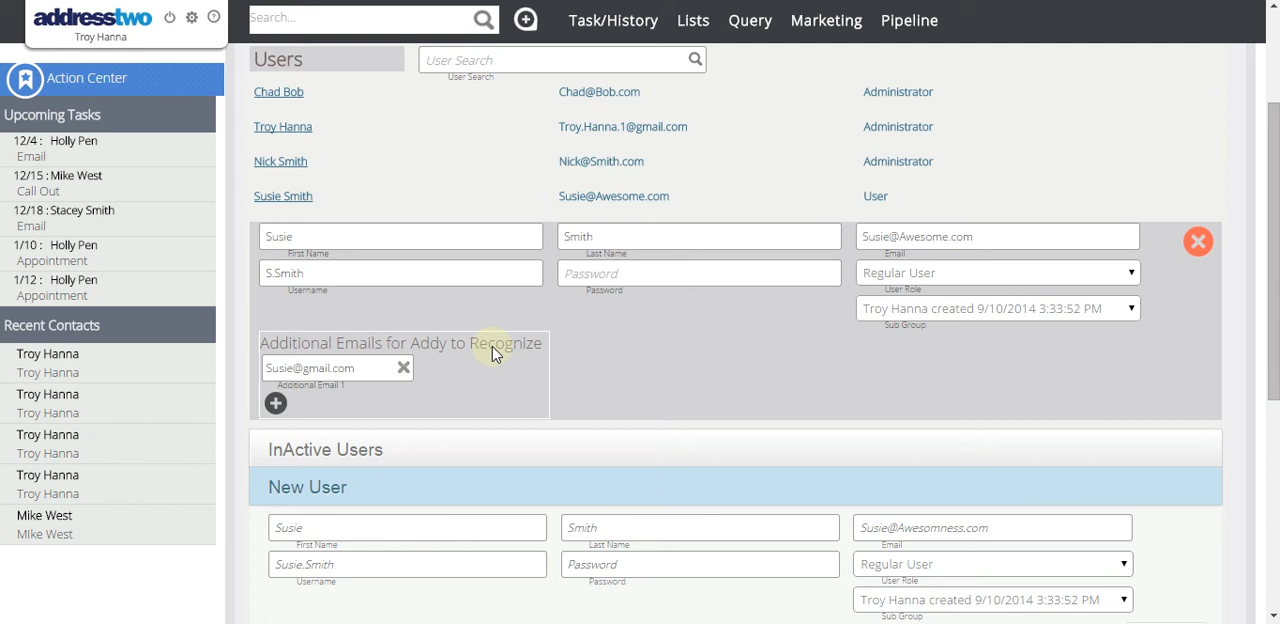 addresstwo
Troy Hanna
Search...
Task/History Lists Query Marketing Pipeline
Action Center
Upcoming Tasks
12/4 : Holly Pen
Email
12/15 : Mike West
Call Out
12/18 : Stacey Smith
Email
1/10 : Holly Pen
Appointment
1/12 : Holly Pen
Appointment
Recent Contacts
Troy Hanna
Troy Hanna
Troy Hanna
Troy Hanna
Troy Hanna
Troy Hanna
Troy Hanna
Troy Hanna
Mike West
Mike West
Users
User Search
User Search
Chad Bob Chad@Bob.com Administrator
Troy Hanna Troy.Hanna.1@gmail.com Administrator
Nick Smith Nick@Smith.com Administrator
Susie Smith Susie@Awesome.com User
Susie Smith Susie@Awesome.com
First Name Last Name Email
S.Smith Password Regular User
Username Password User Role
Troy Hanna created 9/10/2014 3:33:52 PM
Sub Group
Additional Emails for Addy to Recognize
Susie@gmail.com
Additional Email 1
InActive Users
New User
Susie Smith Susie@Awesomness.com
First Name Last Name Email
Susie.Smith Password Regular User
Username Password User Role
Troy Hanna created 9/10/2014 3:33:52 PM
Sub Group